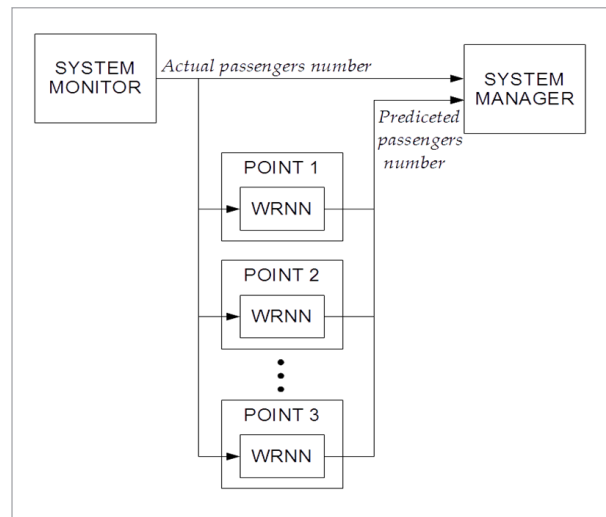 SYSTEM
MONITOR
Actual passengers number
SYSTEM
MANAGER
Prediceted
passengers
number
POINT 1
WRNN
POINT 2
WRNN
POINT 3
WRNN